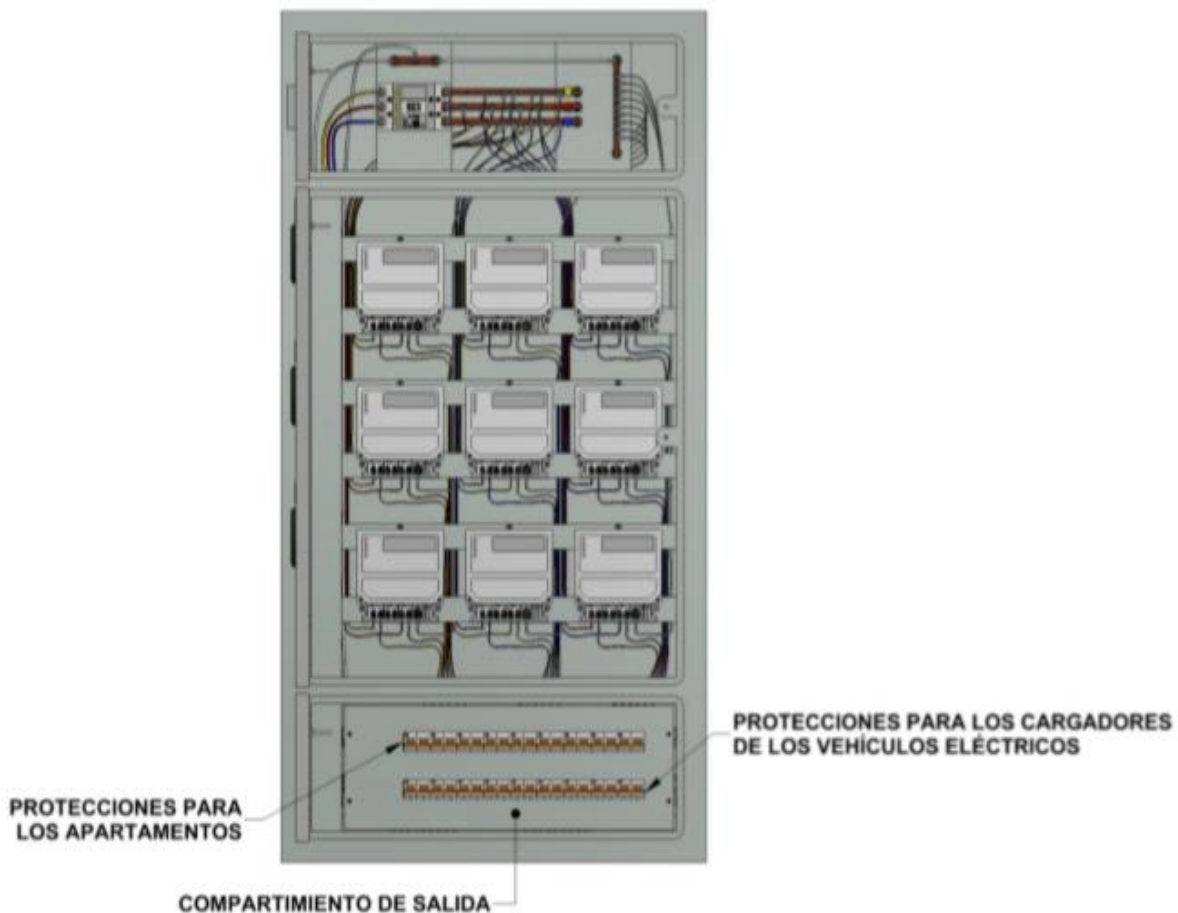 PROTECCIONES PARA LOS CARGADORES
DE LOS VEHÍCULOS ELÉCTRICOS
PROTECCIONES PARA
LOS APARTAMENTOS
COMPARTIMIENTO DE SALIDA